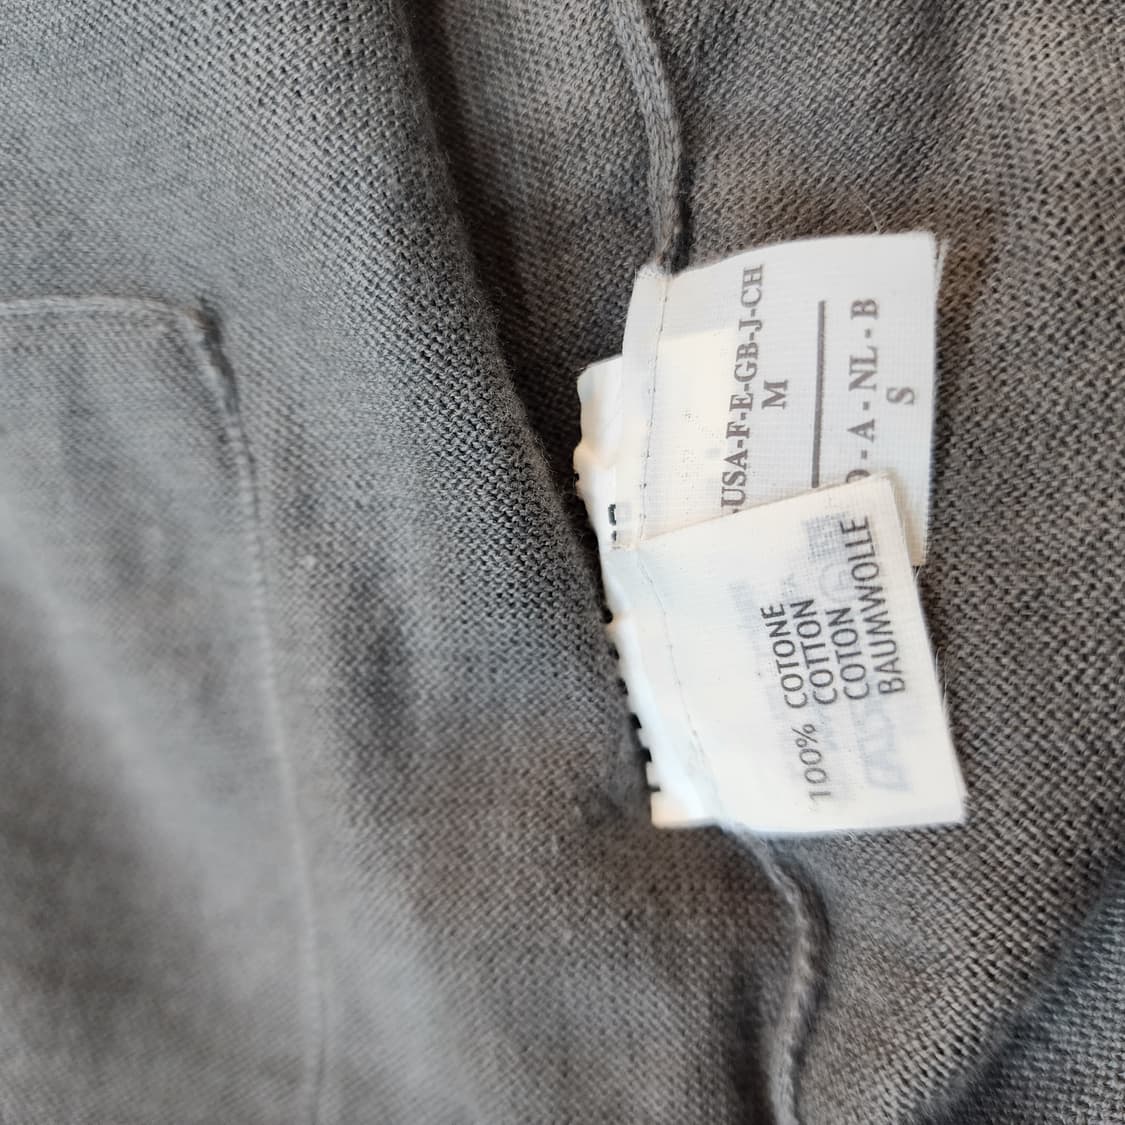 -USA-F-E-GB-J-CH
M
- A - NL - B
S
100% COTONE
COTTON
COTON
BAUMWOLLE